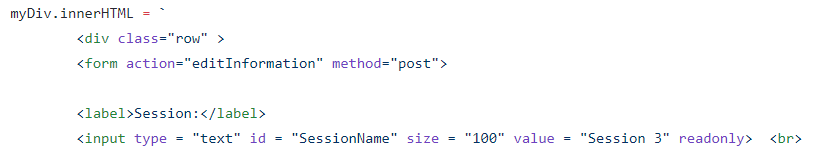 myDiv.innerHTML = `
<div class="row" >
<form action="editInformation" method="post">
<label>Session:</label>
<input type = "text" id = "SessionName" size = "100" value = "Session 3" readonly>  <br>